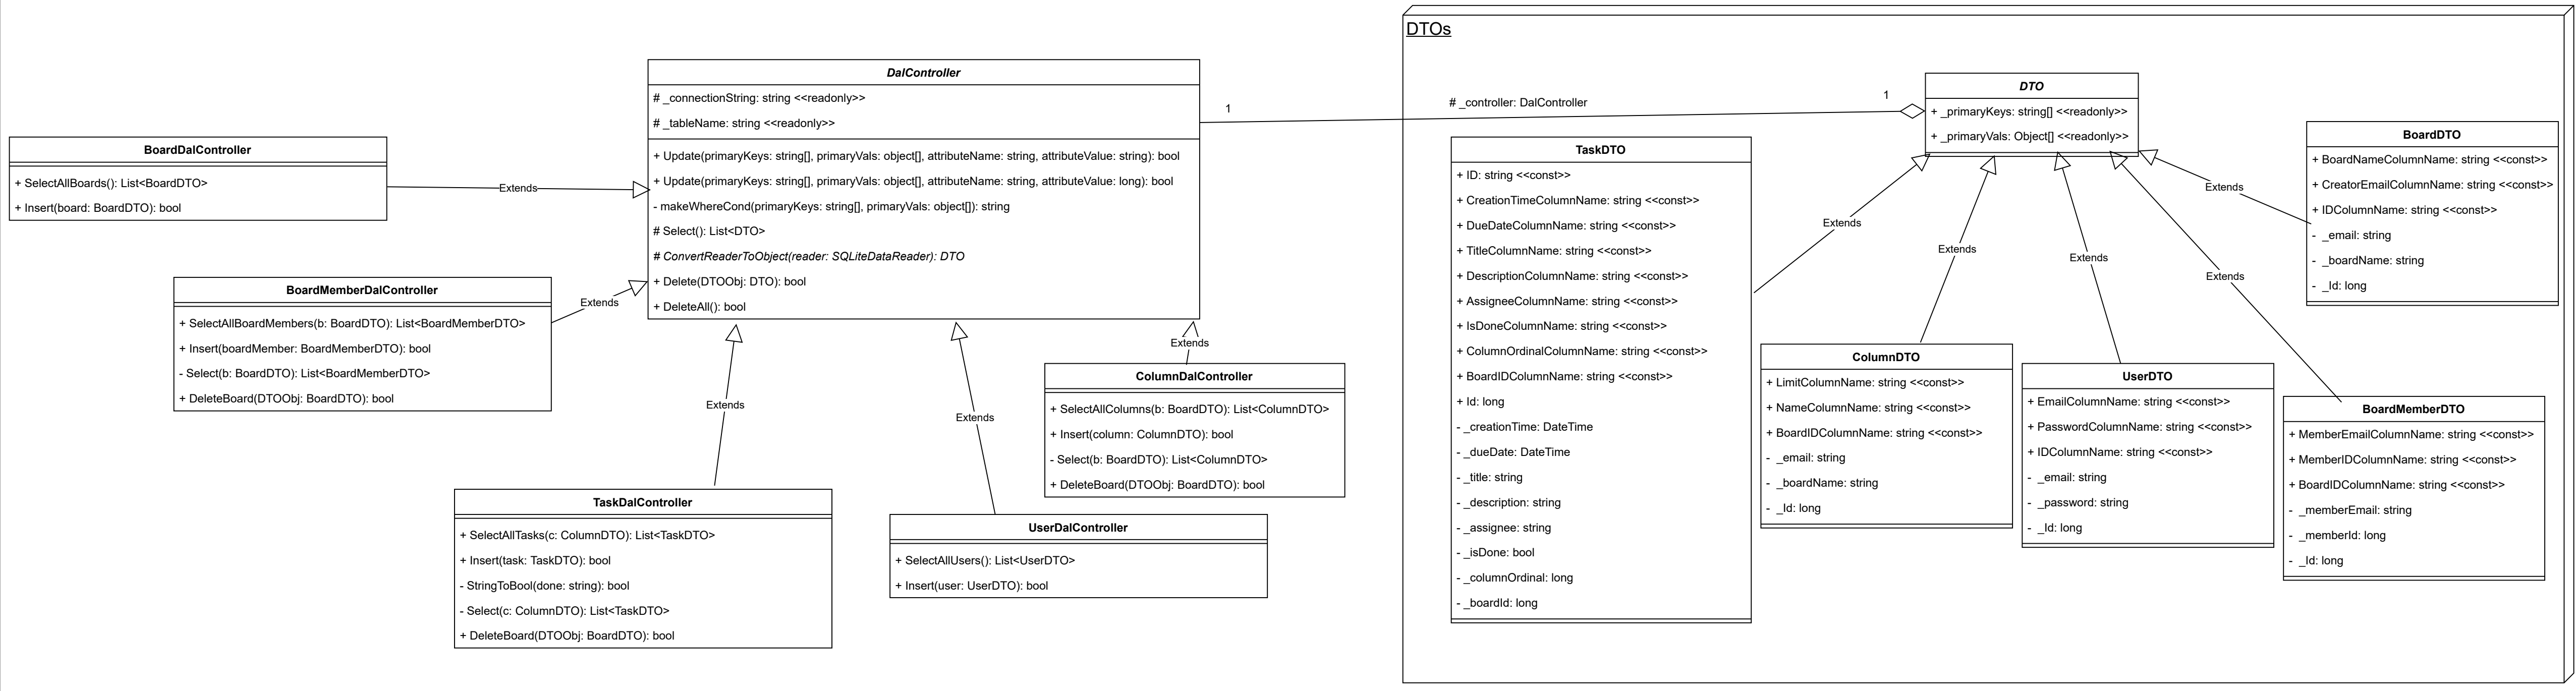 DTOs
DalController
# _connectionString: string <<readonly>>
# _tableName: string <<readonly>>
+ Update(primaryKeys: string[], primaryVals: object[], attributeName: string, attributeValue: string): bool
+ Update(primaryKeys: string[], primaryVals: object[], attributeName: string, attributeValue: long): bool
- makeWhereCond(primaryKeys: string[], primaryVals: object[]): string
# Select(): List<DTO>
# ConvertReaderToObject(reader: SQLiteDataReader): DTO
+ Delete(DTOObj: DTO): bool
+ DeleteAll(): bool
1
# _controller: DalController
1
DTO
+ _primaryKeys: string[] <<readonly>>
+ _primaryVals: Object[] <<readonly>>
BoardDalController
+ SelectAllBoards(): List<BoardDTO>
+ Insert(board: BoardDTO): bool
Extends
BoardMemberDalController
+ SelectAllBoardMembers(b: BoardDTO): List<BoardMemberDTO>
+ Insert(boardMember: BoardMemberDTO): bool
- Select(b: BoardDTO): List<BoardMemberDTO>
+ DeleteBoard(DTOObj: BoardDTO): bool
Extends
TaskDalController
+ SelectAllTasks(c: ColumnDTO): List<TaskDTO>
+ Insert(task: TaskDTO): bool
- StringToBool(done: string): bool
- Select(c: ColumnDTO): List<TaskDTO>
+ DeleteBoard(DTOObj: BoardDTO): bool
Extends
UserDalController
+ SelectAllUsers(): List<UserDTO>
+ Insert(user: UserDTO): bool
Extends
ColumnDalController
+ SelectAllColumns(b: BoardDTO): List<ColumnDTO>
+ Insert(column: ColumnDTO): bool
- Select(b: BoardDTO): List<ColumnDTO>
+ DeleteBoard(DTOObj: BoardDTO): bool
Extends
TaskDTO
+ ID: string <<const>>
+ CreationTimeColumnName: string <<const>>
+ DueDateColumnName: string <<const>>
+ TitleColumnName: string <<const>>
+ DescriptionColumnName: string <<const>>
+ AssigneeColumnName: string <<const>>
+ IsDoneColumnName: string <<const>>
+ ColumnOrdinalColumnName: string <<const>>
+ BoardIDColumnName: string <<const>>
+ Id: long
- _creationTime: DateTime
- _dueDate: DateTime
- _title: string
- _description: string
- _assignee: string
- _isDone: bool
- _columnOrdinal: long
- _boardId: long
Extends
ColumnDTO
+ LimitColumnName: string <<const>>
+ NameColumnName: string <<const>>
+ BoardIDColumnName: string <<const>>
- _email: string
- _boardName: string
- _Id: long
Extends
UserDTO
+ EmailColumnName: string <<const>>
+ PasswordColumnName: string <<const>>
+ IDColumnName: string <<const>>
- _email: string
- _password: string
- _Id: long
Extends
BoardMemberDTO
+ MemberEmailColumnName: string <<const>>
+ MemberIDColumnName: string <<const>>
+ BoardIDColumnName: string <<const>>
- _memberEmail: string
- _memberId: long
- _Id: long
Extends
BoardDTO
+ BoardNameColumnName: string <<const>>
+ CreatorEmailColumnName: string <<const>>
+ IDColumnName: string <<const>>
- _email: string
- _boardName: string
- _Id: long
Extends